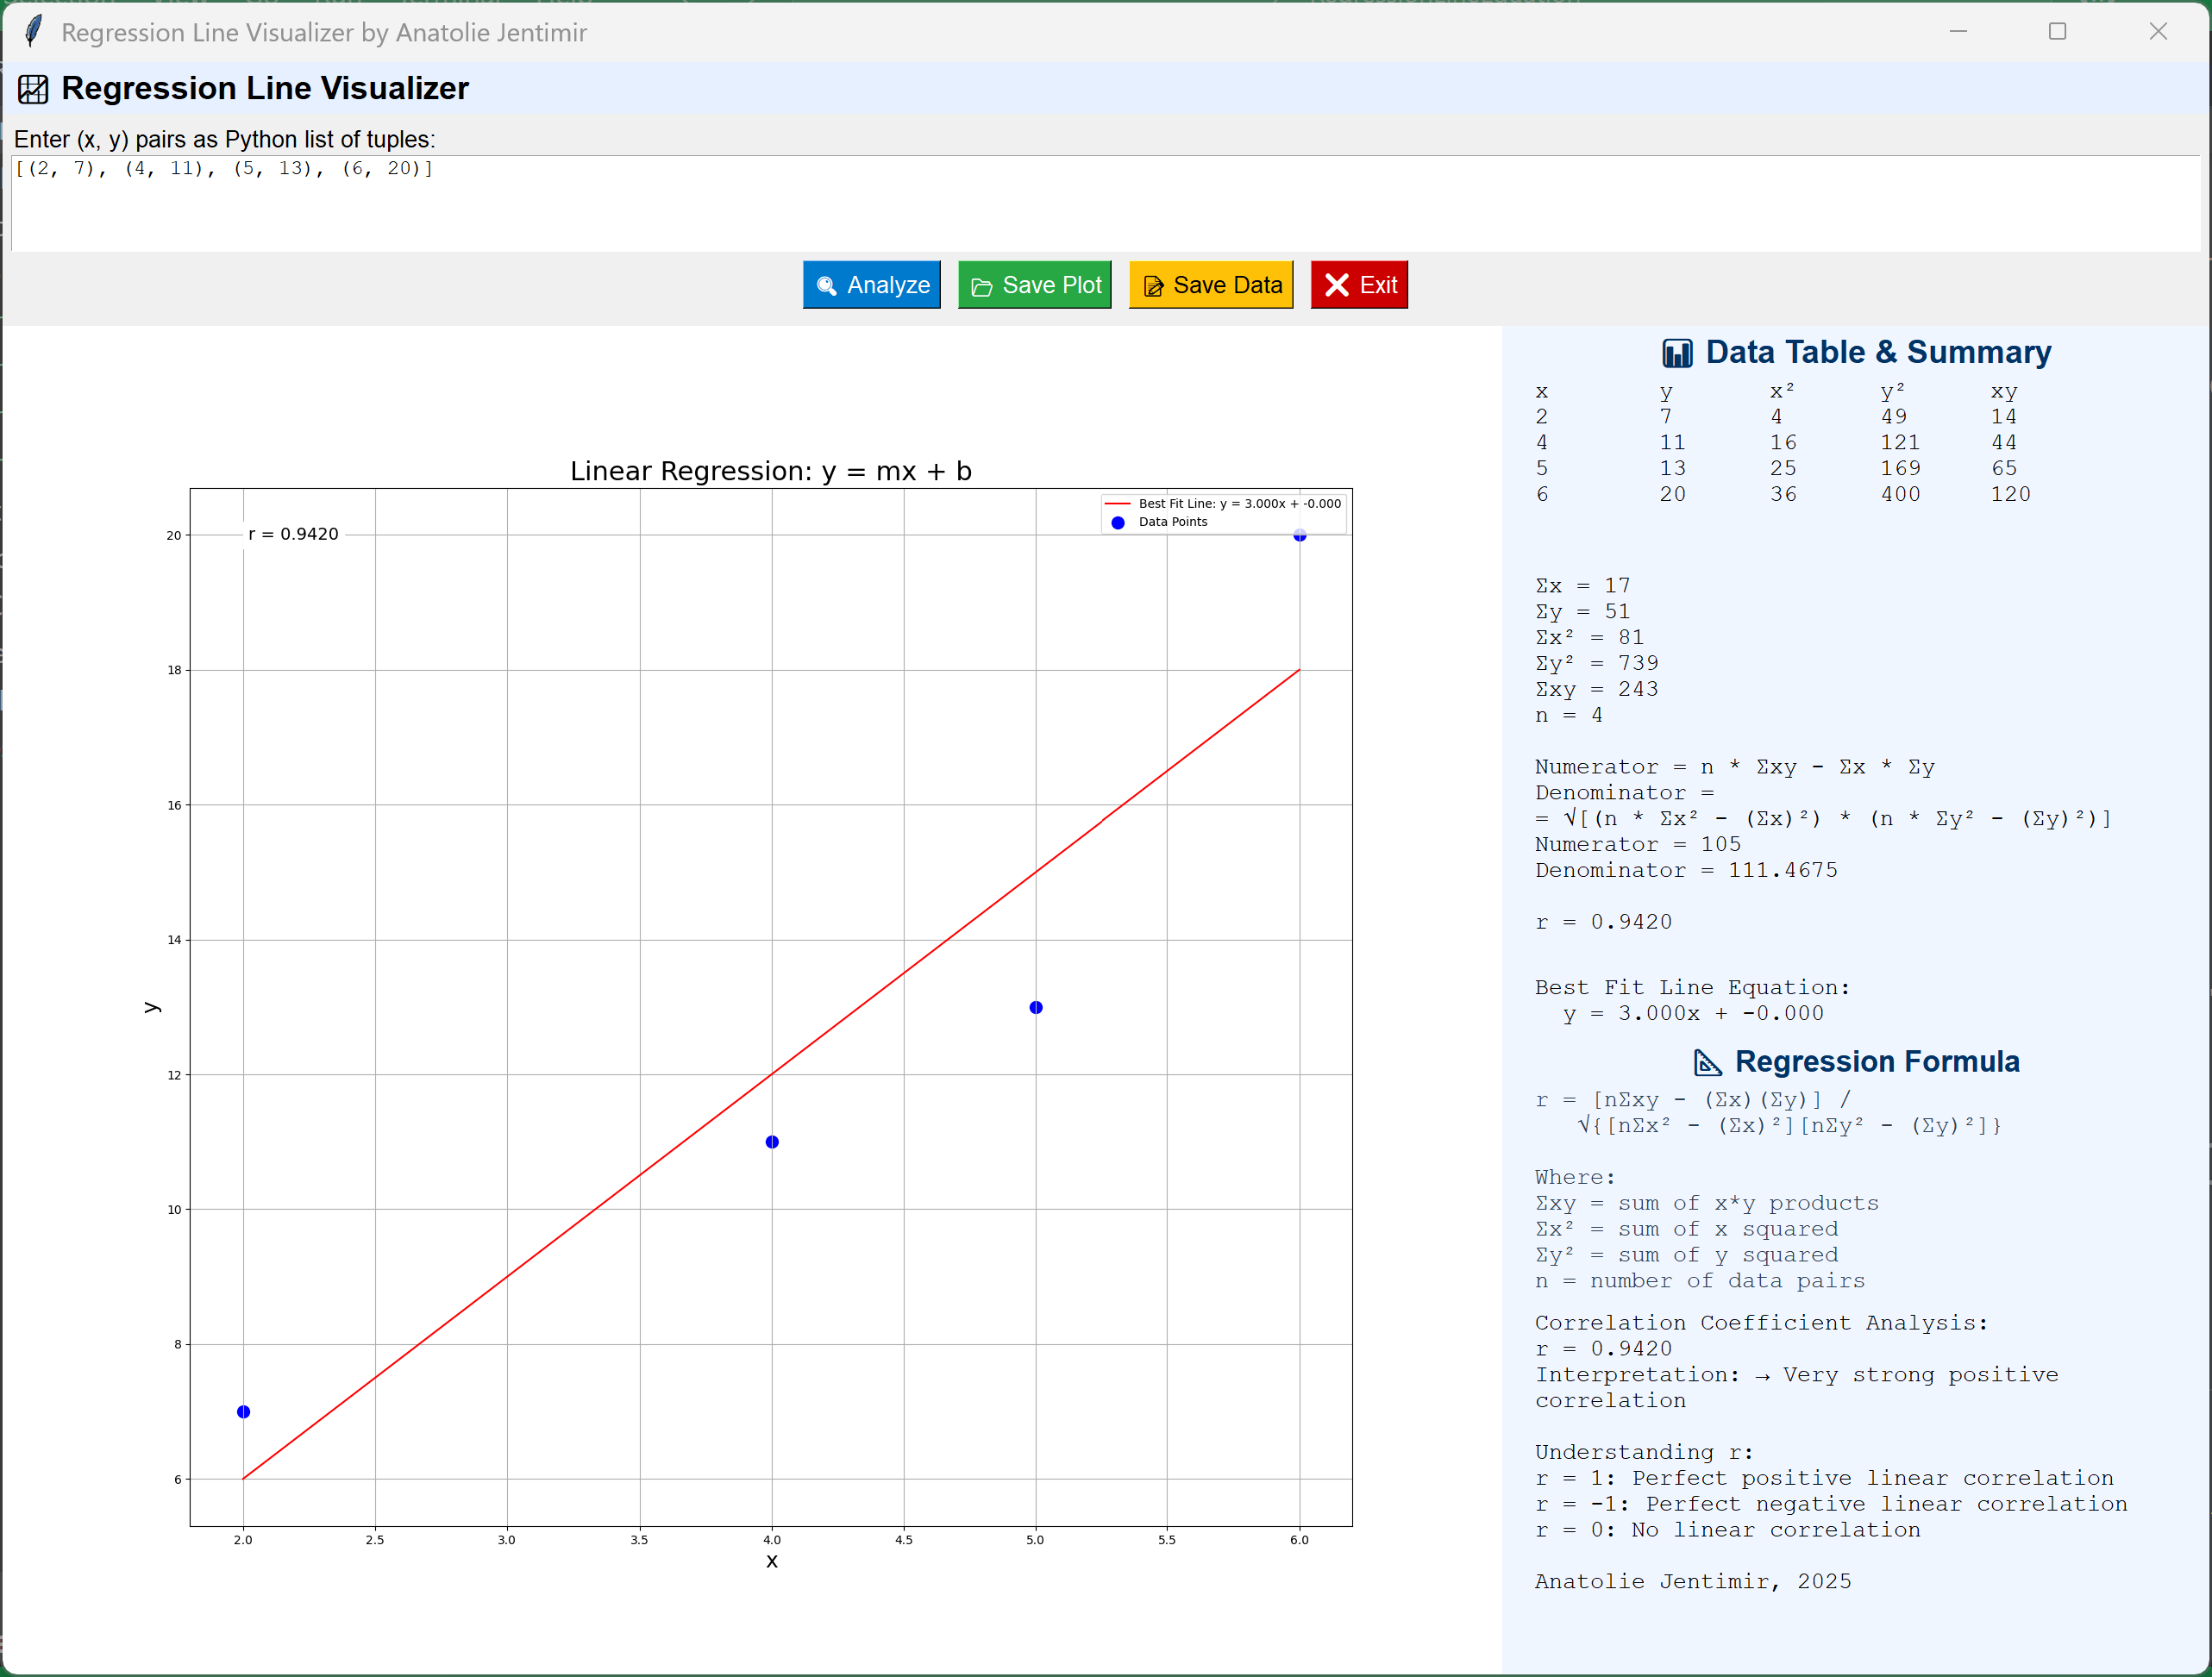 Regression Line Visualizer by Anatolie Jentimir
Regression Line Visualizer
Enter (x, y) pairs as Python list of tuples:
[(2, 7), (4, 11), (5, 13), (6, 20)]
Analyze
Save Plot
Save Data
Exit
Linear Regression: y = mx + b
r = 0.9420
Best Fit Line: y = 3.000x + -0.000
Data Points
20
18
16
14
12
10
8
6
y
2.0 2.5 3.0 3.5 4.0 4.5 5.0 5.5 6.0
x
Data Table & Summary
x y x² y² xy
2 7 4 49 14
4 11 16 121 44
5 13 25 169 65
6 20 36 400 120
Σx = 17
Σy = 51
Σx² = 81
Σy² = 739
Σxy = 243
n = 4
Numerator = n * Σxy - Σx * Σy
Denominator =
= √[(n * Σx² - (Σx)²) * (n * Σy² - (Σy)²)]
Numerator = 105
Denominator = 111.4675
r = 0.9420
Best Fit Line Equation:
y = 3.000x + -0.000
Regression Formula
r = [nΣxy - (Σx)(Σy)] /
√{[nΣx² - (Σx)²][nΣy² - (Σy)²]}
Where:
Σxy = sum of x*y products
Σx² = sum of x squared
Σy² = sum of y squared
n = number of data pairs
Correlation Coefficient Analysis:
r = 0.9420
Interpretation: → Very strong positive
correlation
Understanding r:
r = 1: Perfect positive linear correlation
r = -1: Perfect negative linear correlation
r = 0: No linear correlation
Anatolie Jentimir, 2025